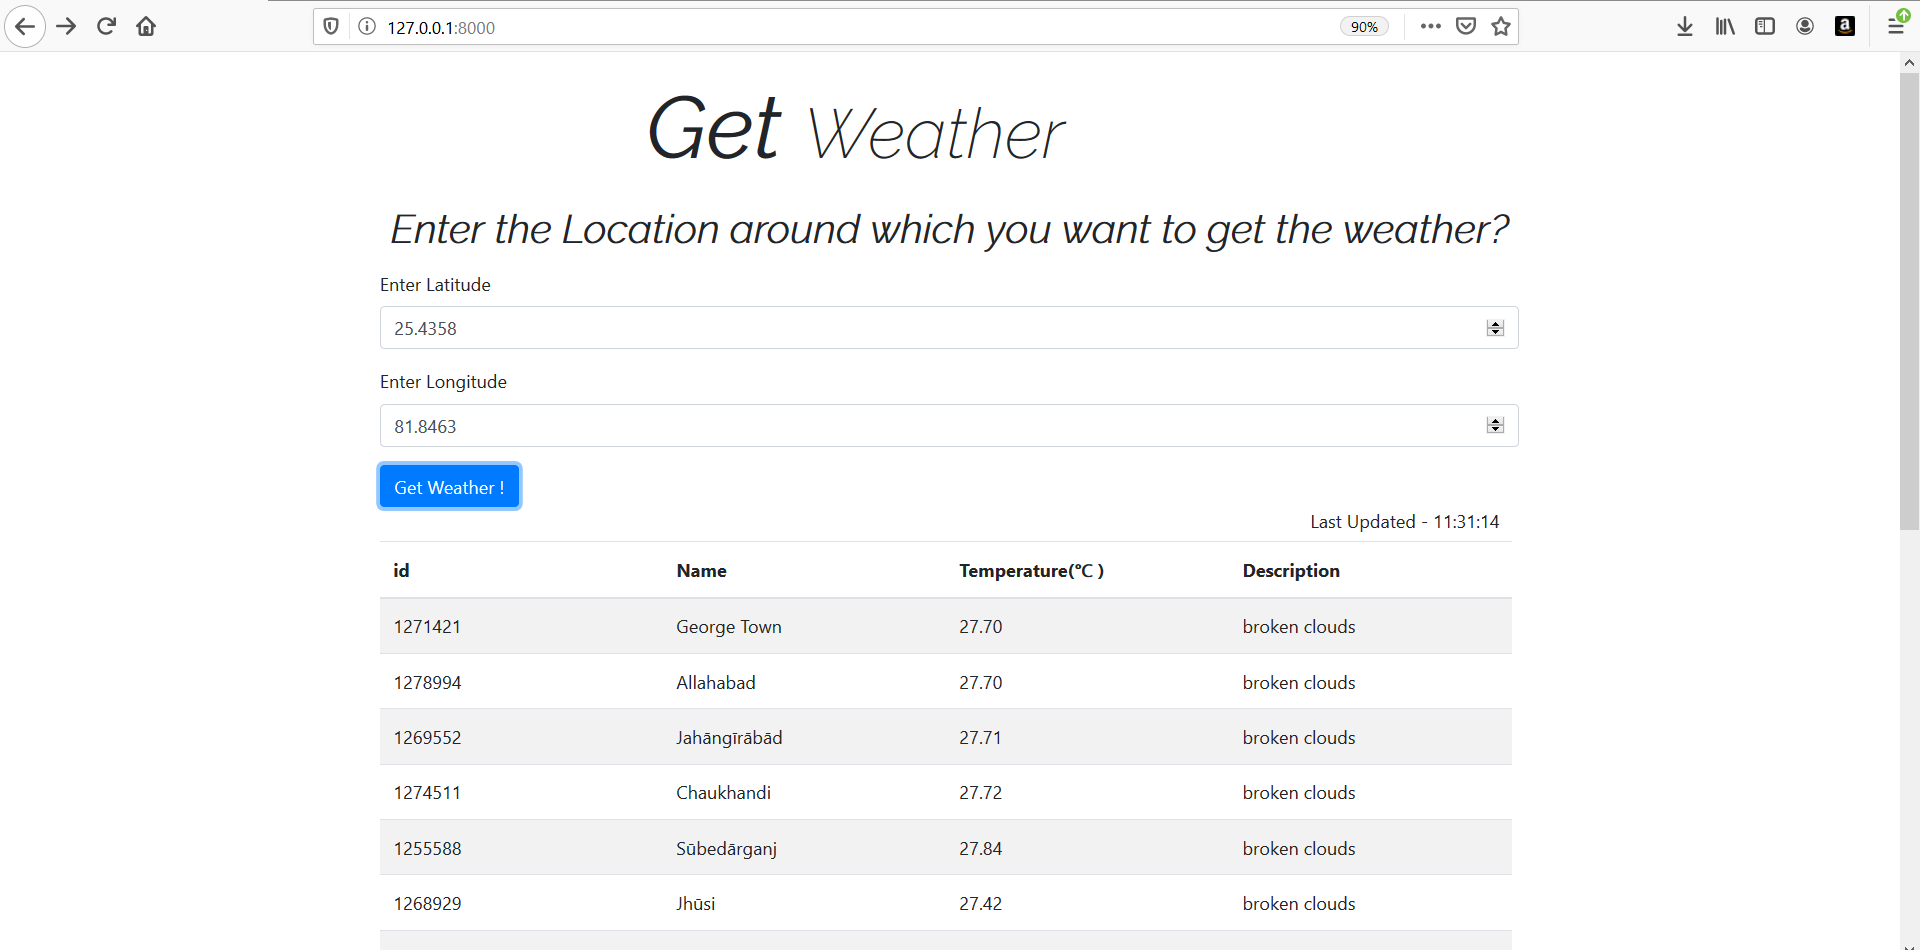 127.0.0.1:8000 90%
Get Weather
Enter the Location around which you want to get the weather?
Enter Latitude
25.4358
Enter Longitude
81.8463
Get Weather !
Last Updated - 11:31:14
id Name Temperature(°C ) Description
1271421 George Town 27.70 broken clouds
1278994 Allahabad 27.70 broken clouds
1269552 Jahāngīrābād 27.71 broken clouds
1274511 Chaukhandi 27.72 broken clouds
1255588 Sūbedārganj 27.84 broken clouds
1268929 Jhūsi 27.42 broken clouds